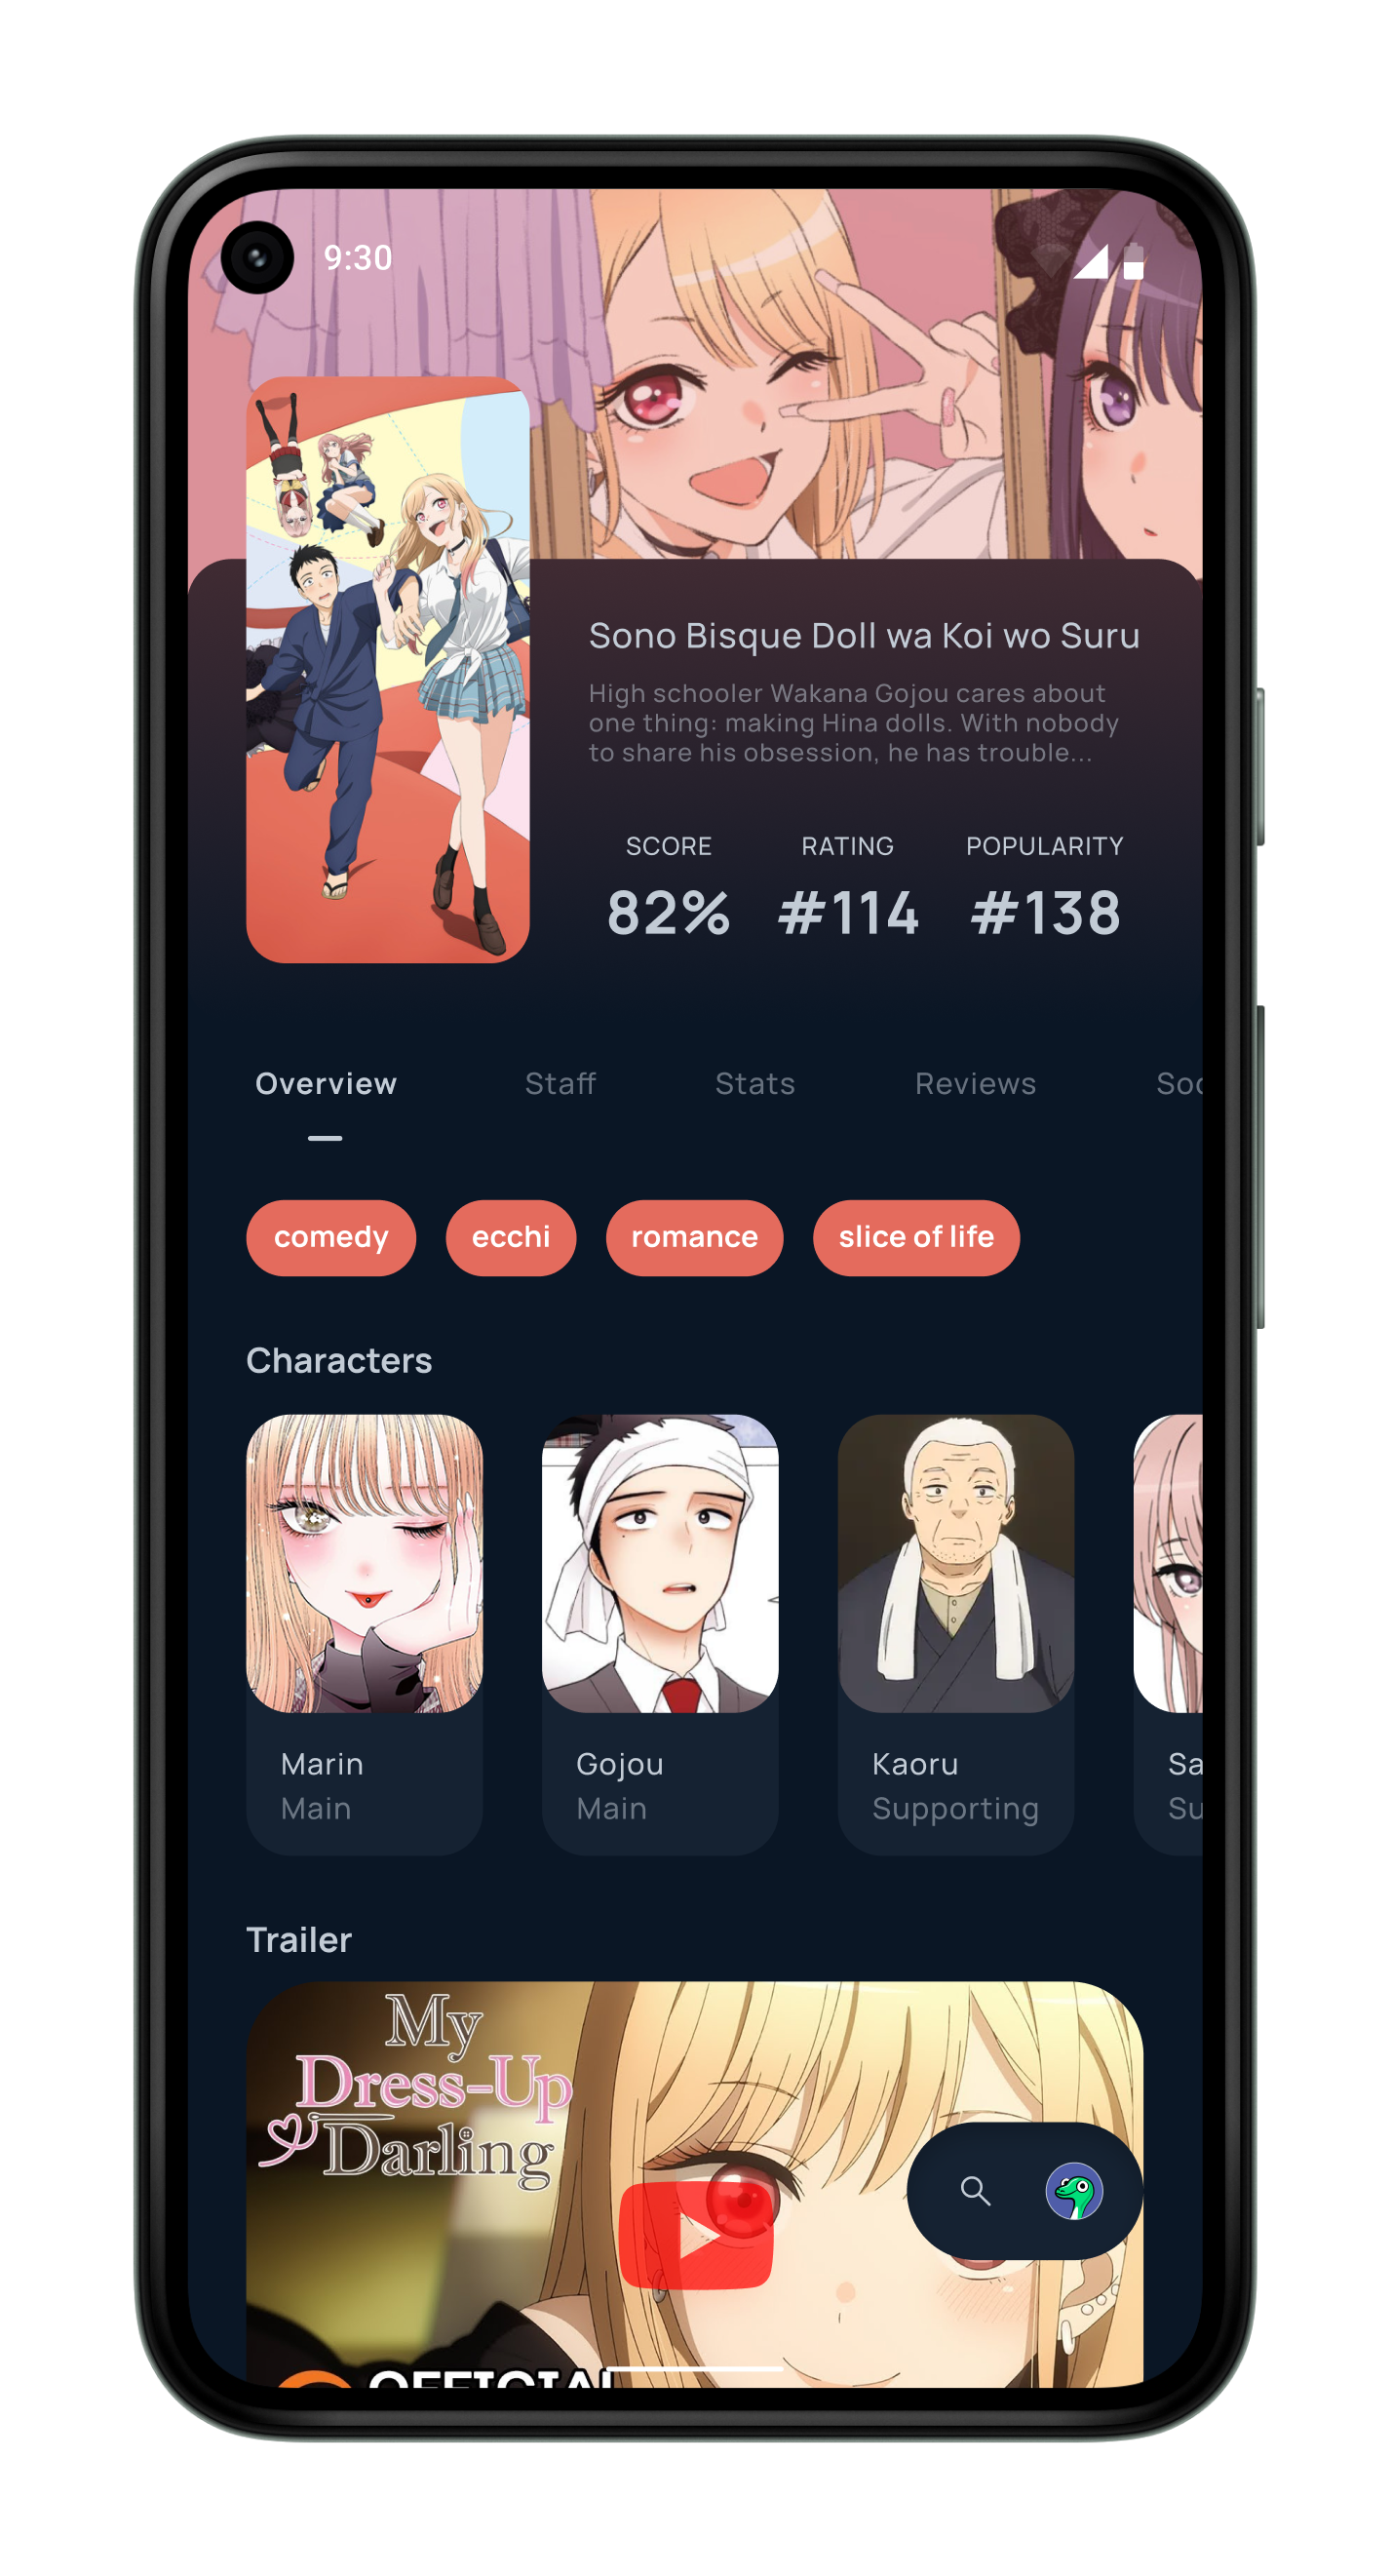 9:30
Sono Bisque Doll wa Koi wo Suru
High schooler Wakana Gojou cares about
one thing: making Hina dolls. With nobody
to share his obsession, he has trouble...
SCORE RATING POPULARITY
82% #114 #138
Overview Staff Stats Reviews Soc
comedy ecchi romance slice of life
Characters
Marin Gojou Kaoru Sa
Main Main Supporting Su
Trailer
My
Dress-Up
Darling
OFFICIAL